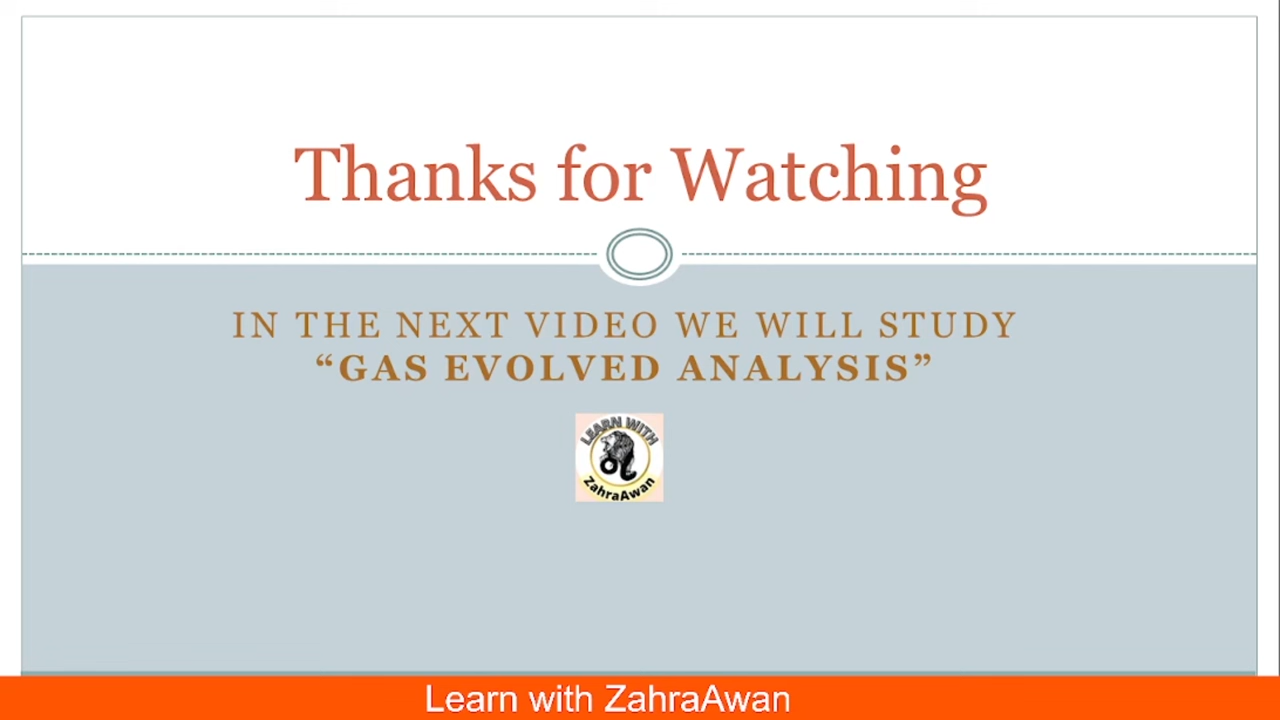 Thanks for Watching
IN THE NEXT VIDEO WE WILL STUDY
“GAS EVOLVED ANALYSIS”
LEARN WITH
ZahraAwan
Learn with ZahraAwan